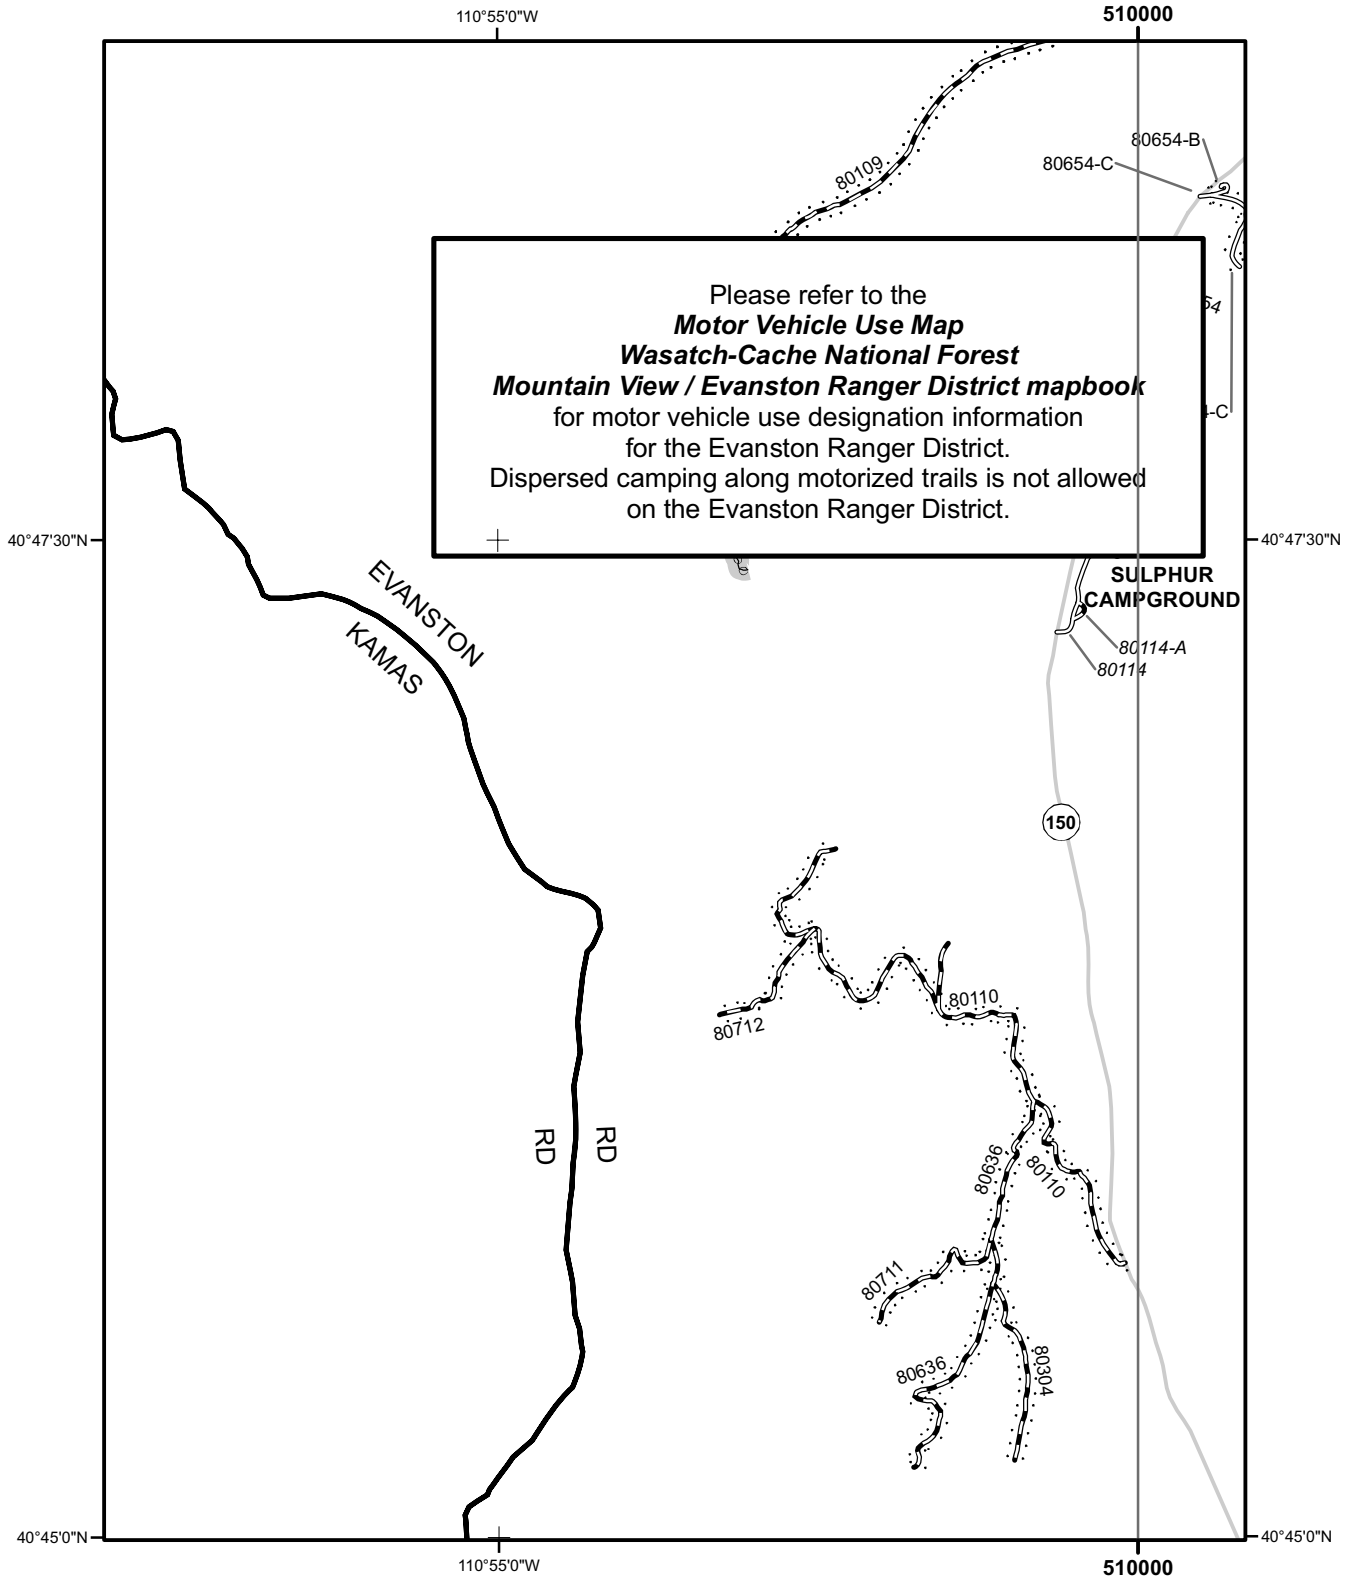 110°55'0"W
510000
80654-B
80654-C
80109
Please refer to the
Motor Vehicle Use Map
Wasatch-Cache National Forest
Mountain View / Evanston Ranger District mapbook
for motor vehicle use designation information
for the Evanston Ranger District.
Dispersed camping along motorized trails is not allowed
on the Evanston Ranger District.
54
-C
40°47'30"N
40°47'30"N
EVANSTON
KAMAS
SULPHUR
CAMPGROUND
80114-A
80114
150
80110
80712
RD
RD
80636
80110
80711
80636
80304
40°45'0"N
40°45'0"N
110°55'0"W
510000